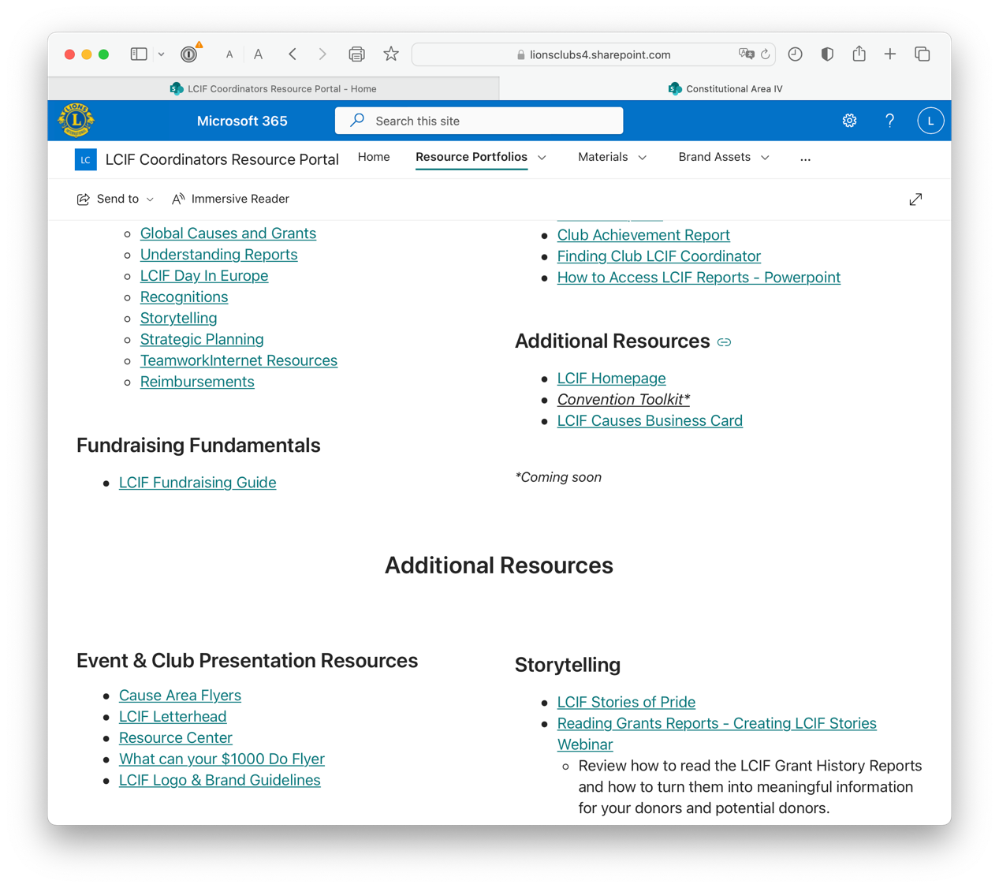 A A lionsclubs4.sharepoint.com
LCIF Coordinators Resource Portal - Home
Constitutional Area IV
LIONS
L
Microsoft 365
Search this site
?
L
LC
LCIF Coordinators Resource Portal
Home
Resource Portfolios
Materials
Brand Assets
...
Send to
Immersive Reader
Global Causes and Grants
Understanding Reports
LCIF Day In Europe
Recognitions
Storytelling
Strategic Planning
TeamworkInternet Resources
Reimbursements
Fundraising Fundamentals
LCIF Fundraising Guide
Club Achievement Report
Finding Club LCIF Coordinator
How to Access LCIF Reports - Powerpoint
Additional Resources
LCIF Homepage
Convention Toolkit*
LCIF Causes Business Card
*Coming soon
Additional Resources
Event & Club Presentation Resources
Cause Area Flyers
LCIF Letterhead
Resource Center
What can your $1000 Do Flyer
LCIF Logo & Brand Guidelines
Storytelling
LCIF Stories of Pride
Reading Grants Reports - Creating LCIF Stories
Webinar
Review how to read the LCIF Grant History Reports
and how to turn them into meaningful information
for your donors and potential donors.